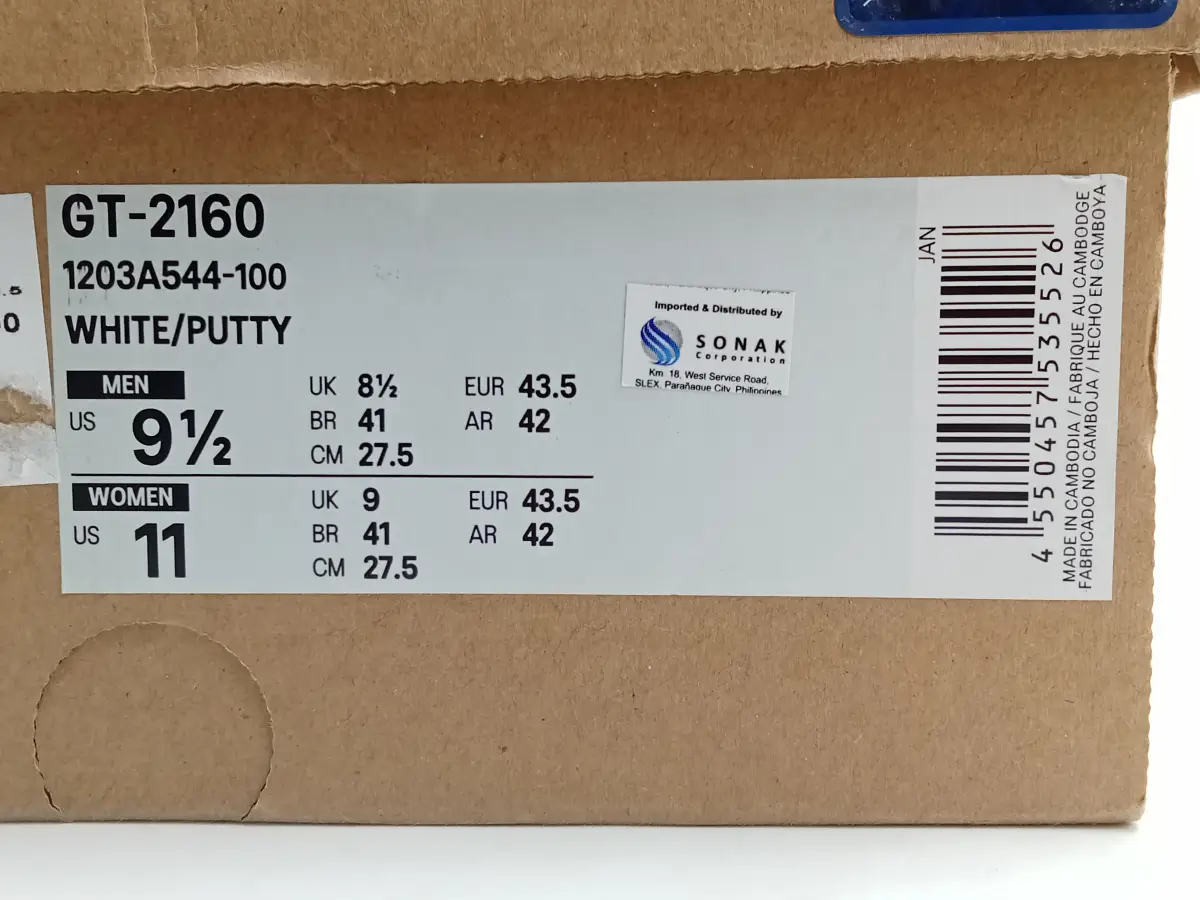 GT-2160
1203A544-100
WHITE/PUTTY
MEN
US 9½
UK 8½
EUR 43.5
BR 41
AR 42
CM 27.5
WOMEN
US 11
UK 9
EUR 43.5
BR 41
AR 42
CM 27.5
Imported & Distributed by
SONAK
Corporation
Km 18, West Service Road,
SLEX, Parañaque City, Philippines
JAN
4550457535526
MADE IN CAMBODIA / FABRIQUE AU CAMBODGE
FABRICADO NO CAMBOJA / HECHO EN CAMBOYA